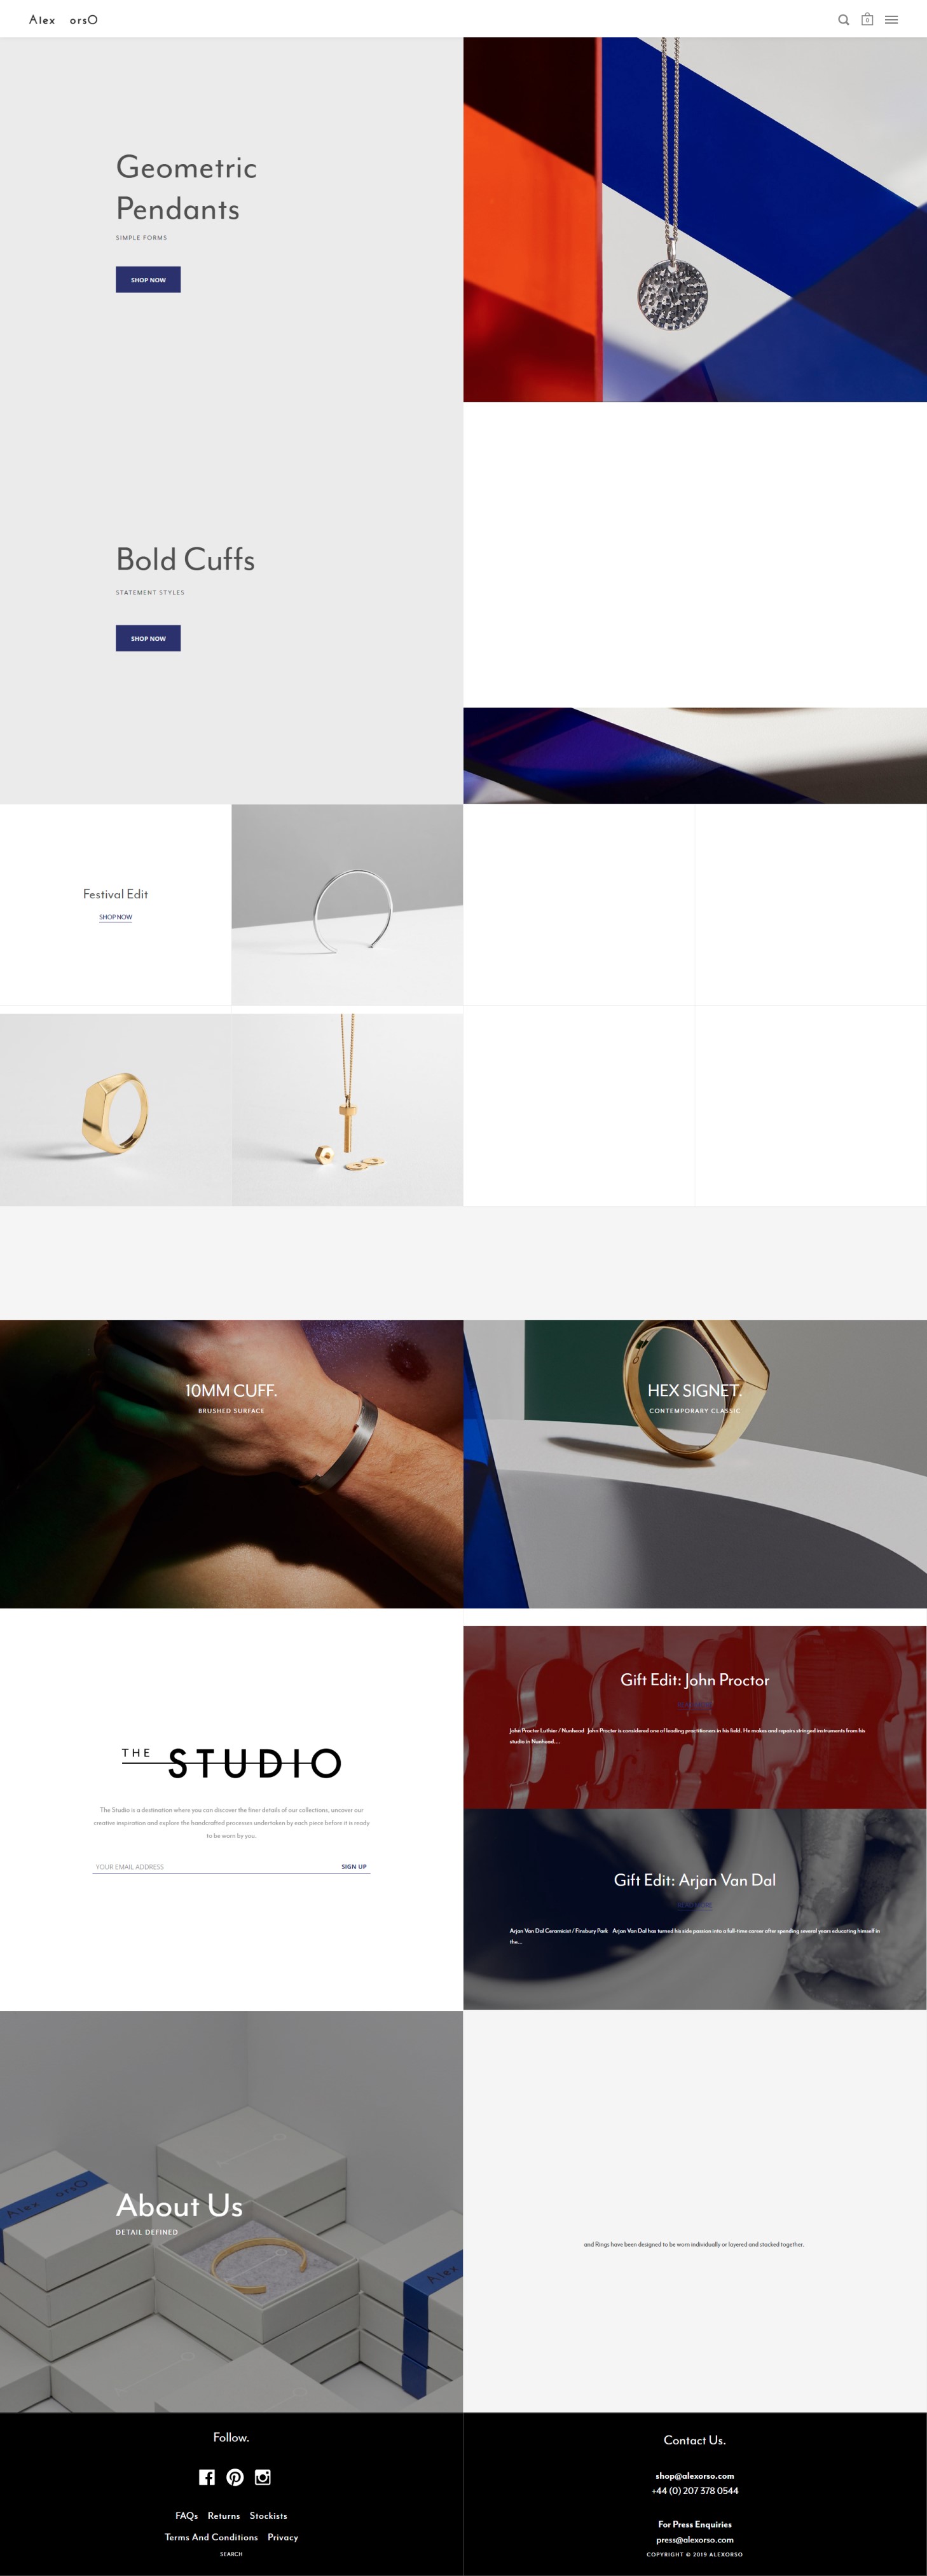 Alex orsO
0
Geometric
Pendants
SIMPLE FORMS
SHOP NOW
Bold Cuffs
STATEMENT STYLES
SHOP NOW
Festival Edit
SHOP NOW
10MM CUFF.
BRUSHED SURFACE
HEX SIGNET.
CONTEMPORARY CLASSIC
THE STUDIO
The Studio is a destination where you can discover the finer details of our collections, uncover our
creative inspiration and explore the handcrafted processes undertaken by each piece before it is ready
to be worn by you.
YOUR EMAIL ADDRESS
SIGN UP
Gift Edit: John Proctor
John Proctor Luthier / Nunhead John Proctor is considered one of leading practitioners in his field. He makes and repairs stringed instruments from his
studio in Nunhead....
Gift Edit: Arjan Van Dal
Arjan Van Dal Ceramicist / Finsbury Park Arjan Van Dal has turned his side passion into a full-time career after spending several years educating himself in
the...
Alex orsO
About Us
DETAIL DEFINED
Alex
and Rings have been designed to be worn individually or layered and stacked together.
Follow.
FAQs Returns Stockists
Terms And Conditions Privacy
SEARCH
Contact Us.
shop@alexorso.com
+44 (0) 207 378 0544
For Press Enquiries
press@alexorso.com
COPYRIGHT © 2019 ALEXORSO